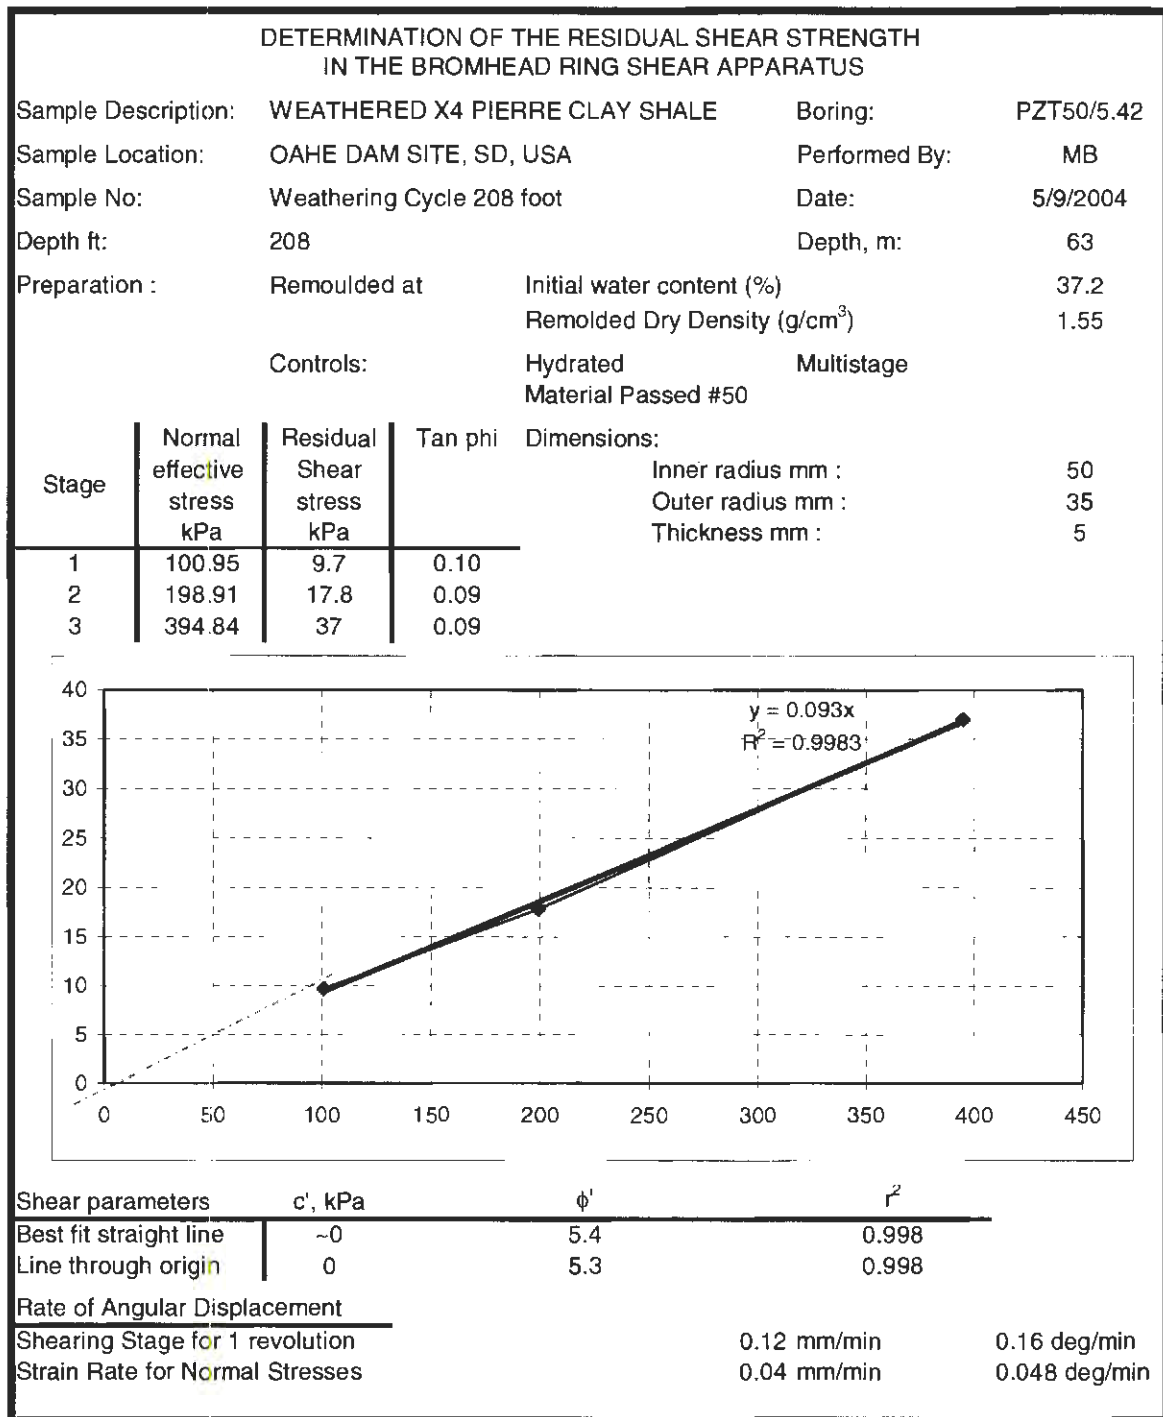 DETERMINATION OF THE RESIDUAL SHEAR STRENGTH
IN THE BROMHEAD RING SHEAR APPARATUS
Sample Description: WEATHERED X4 PIERRE CLAY SHALE Boring: PZT50/5.42
Sample Location: OAHE DAM SITE, SD, USA Performed By: MB
Sample No: Weathering Cycle 208 foot Date: 5/9/2004
Depth ft: 208 Depth, m: 63
Preparation : Remoulded at Initial water content (%) 37.2
Remolded Dry Density (g/cm³) 1.55
Controls: Hydrated Multistage
Material Passed #50
Stage Normal effective stress kPa Residual Shear stress kPa Tan phi
1 100.95 9.7 0.10
2 198.91 17.8 0.09
3 394.84 37 0.09
Dimensions:
Inner radius mm : 50
Outer radius mm : 35
Thickness mm : 5
y = 0.093x
R² = 0.9983
40
35
30
25
20
15
10
5
0
0 50 100 150 200 250 300 350 400 450
Shear parameters c', kPa ϕ' r²
Best fit straight line ~0 5.4 0.998
Line through origin 0 5.3 0.998
Rate of Angular Displacement
Shearing Stage for 1 revolution 0.12 mm/min 0.16 deg/min
Strain Rate for Normal Stresses 0.04 mm/min 0.048 deg/min